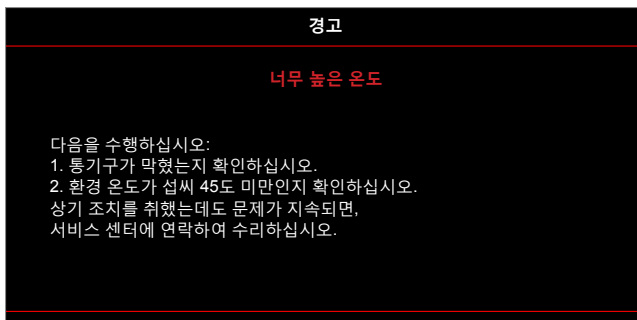 경고
너무 높은 온도
다음을 수행하십시오:
1. 통기구가 막혔는지 확인하십시오.
2. 환경 온도가 섭씨 45도 미만인지 확인하십시오.
상기 조치를 취했는데도 문제가 지속되면,
서비스 센터에 연락하여 수리하십시오.